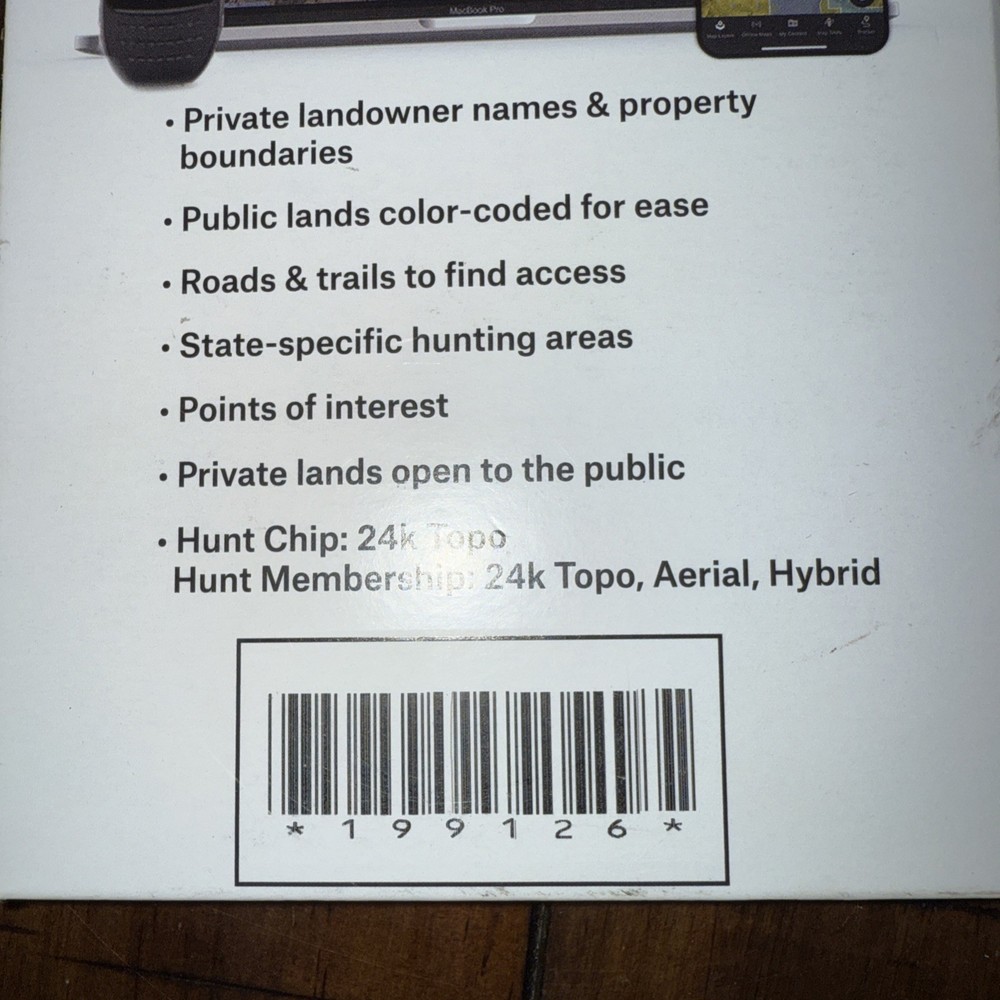 MacBook Pro
• Private landowner names & property
boundaries
• Public lands color-coded for ease
• Roads & trails to find access
• State-specific hunting areas
• Points of interest
• Private lands open to the public
• Hunt Chip: 24k Topo
Hunt Membership: 24k Topo, Aerial, Hybrid
* 1 9 9 1 2 6 *